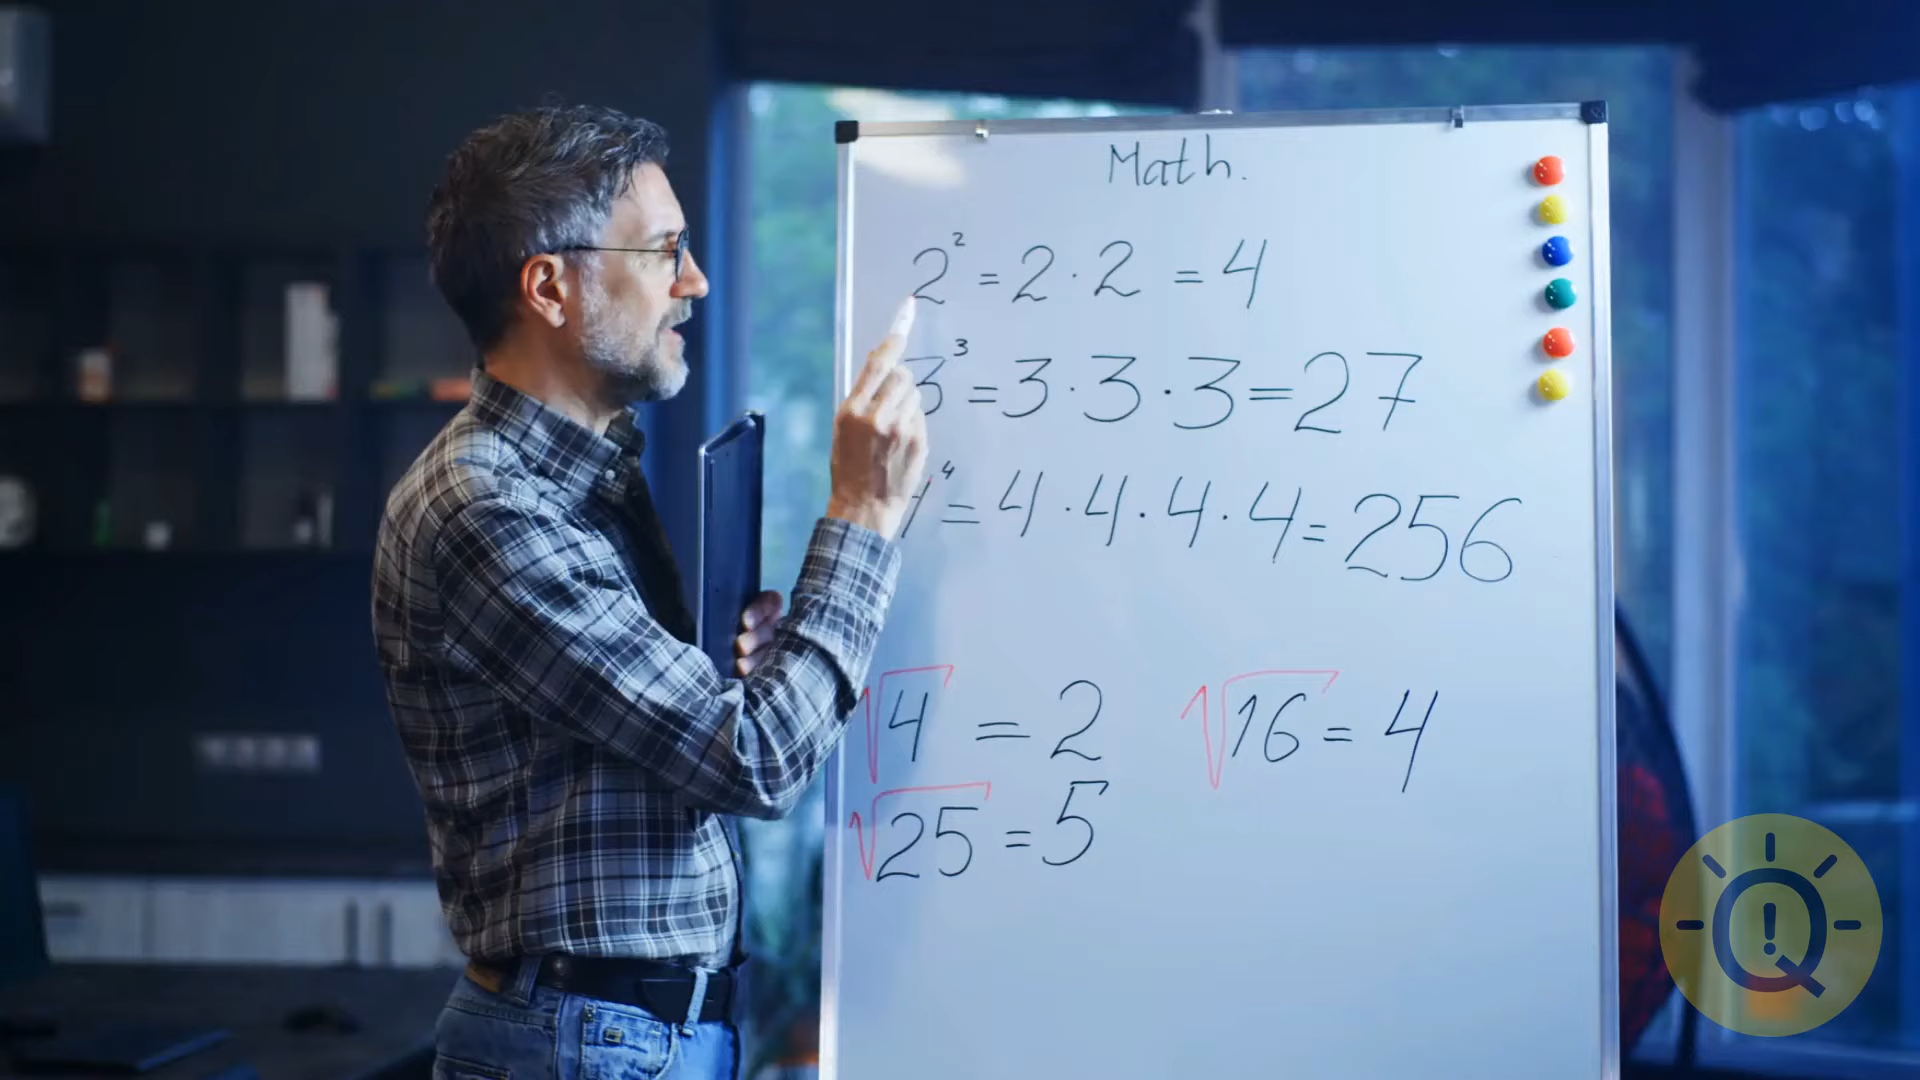 Math.
2² = 2 · 2 = 4
3³ = 3 · 3 · 3 = 27
4⁴ = 4 · 4 · 4 · 4 = 256
√4 = 2 √16 = 4
√25 = 5
Q!